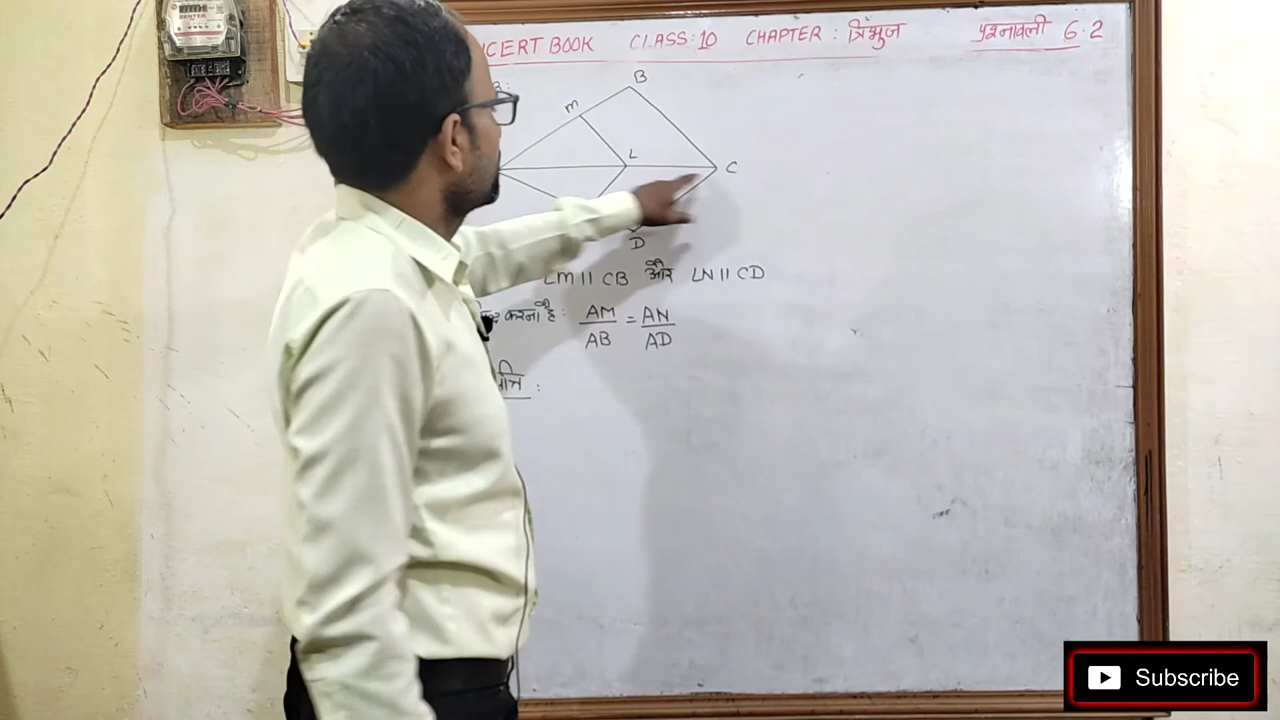 NCERT BOOK CLASS:10 CHAPTER : त्रिभुज प्रश्नावली 6.2
B
M
L
C
D
LM || CB और LN || CD
करना है: AM/AB = AN/AD
Subscribe